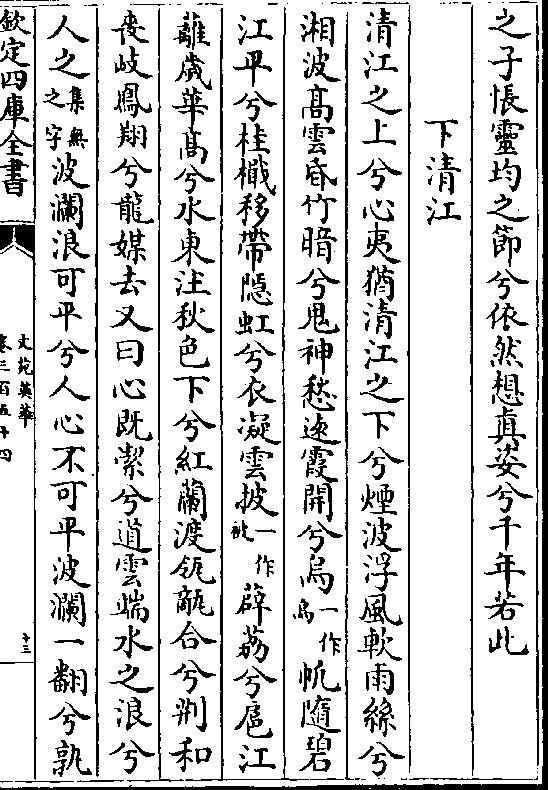 之子悵靈均之節兮依然想真姿兮千年若此
下清江
清江之上兮心夷猶清江之下兮煙波浮風軟雨絲兮
湘波高雲昏竹暗兮鬼神愁遠霞開兮烏一作烏帆隨碧
江平兮桂檝移帶隱虹兮衣凝雲披一作被薜荔兮扈江
蘺歲華高兮水東注秋色下兮紅蘭渡瓴甋合兮荆和
喪岐鳳翔兮龍媒去又曰心既潔兮道雲端水之浪兮
人之集無之字波瀾浪可平兮人心不可平波瀾一翻兮孰
欽定四庫全書
文苑英華
卷三百五十四
十三